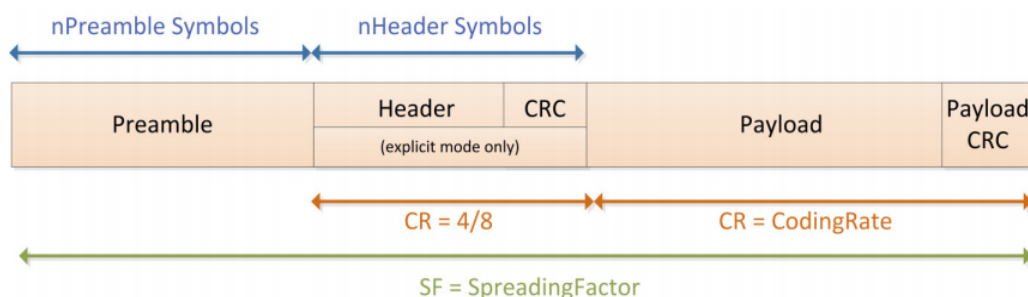 nPreamble Symbols
nHeader Symbols
Preamble
Header
CRC
(explicit mode only)
Payload
Payload
CRC
CR = 4/8
CR = CodingRate
SF = SpreadingFactor